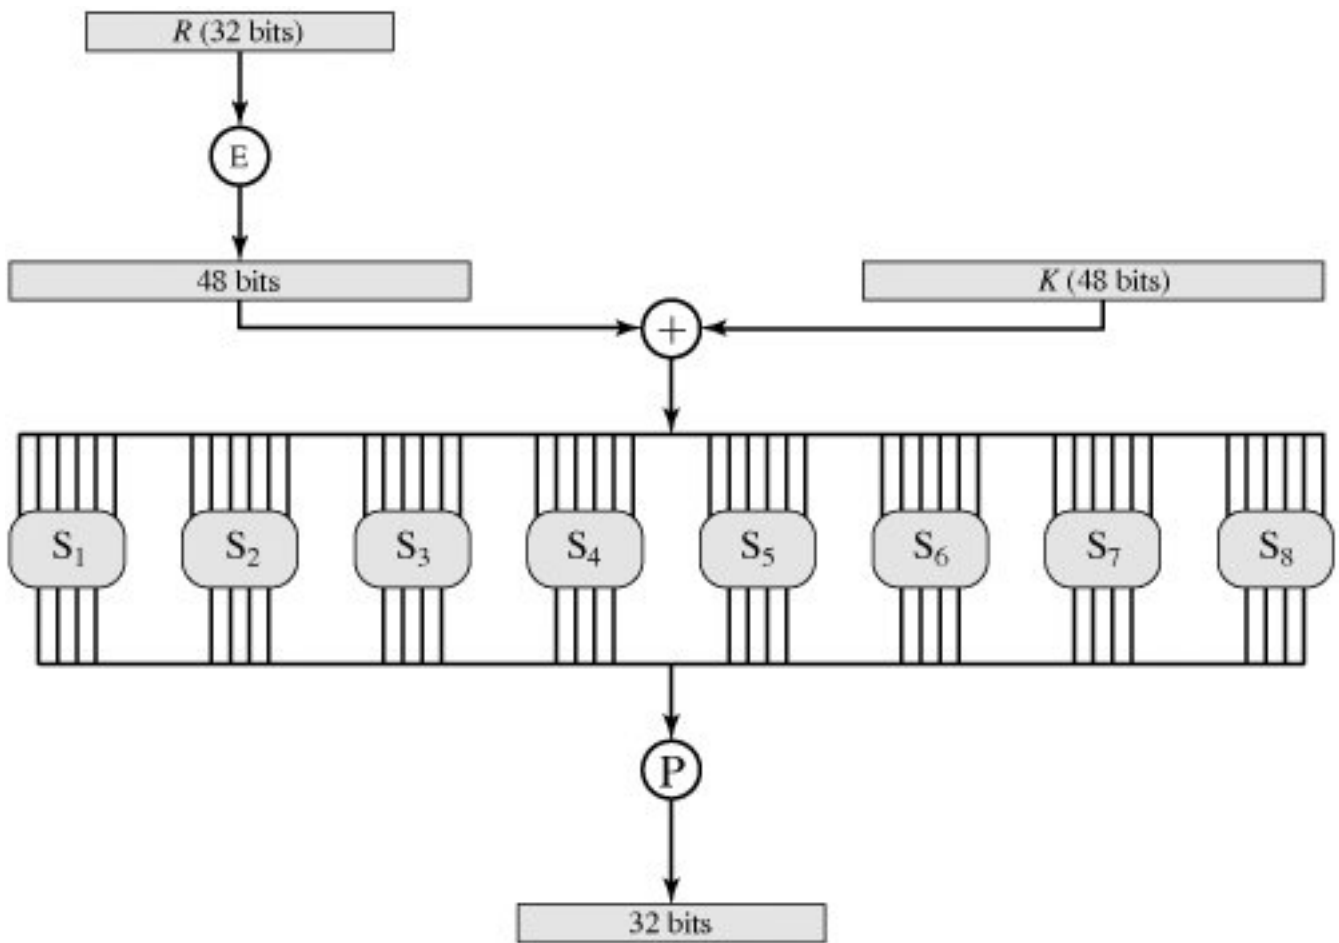 R (32 bits)
E
48 bits
K (48 bits)
+
S1 S2 S3 S4 S5 S6 S7 S8
P
32 bits